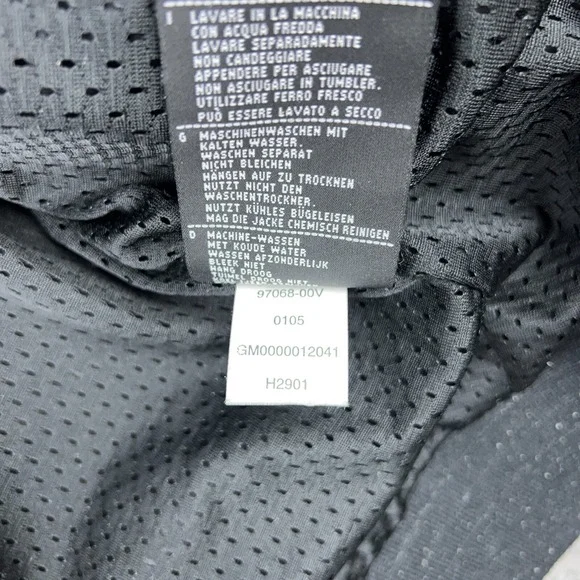 I LAVARE IN LA MACCHINA
CON ACQUA FREDDA
LAVARE SEPARADAMENTE
NON CANDEGGIARE
APPENDERE PER ASCIUGARE
NON ASCIUGARE IN TUMBLER.
UTILIZZARE FERRO FRESCO
PUÒ ESSERE LAVATO A SECCO
G MASCHINENWASCHEN MIT
KALTEN WASSER.
WASCHEN SEPARAT
NICHT BLEICHEN
HÄNGEN AUF ZU TROCKNEN
NUTZT NICHT DEN
WASCHENTROCKNER.
NUTZT KÜHLES BÜGELEISEN
MAG DIE JACKE CHEMISCH REINIGEN
D MACHINE-WASSEN
MET KOUDE WATER
WASSEN AFZONDERLIJK
BLEEK NIET
HANG DROOG
97068-00V
0105
GM0000012041
H2901